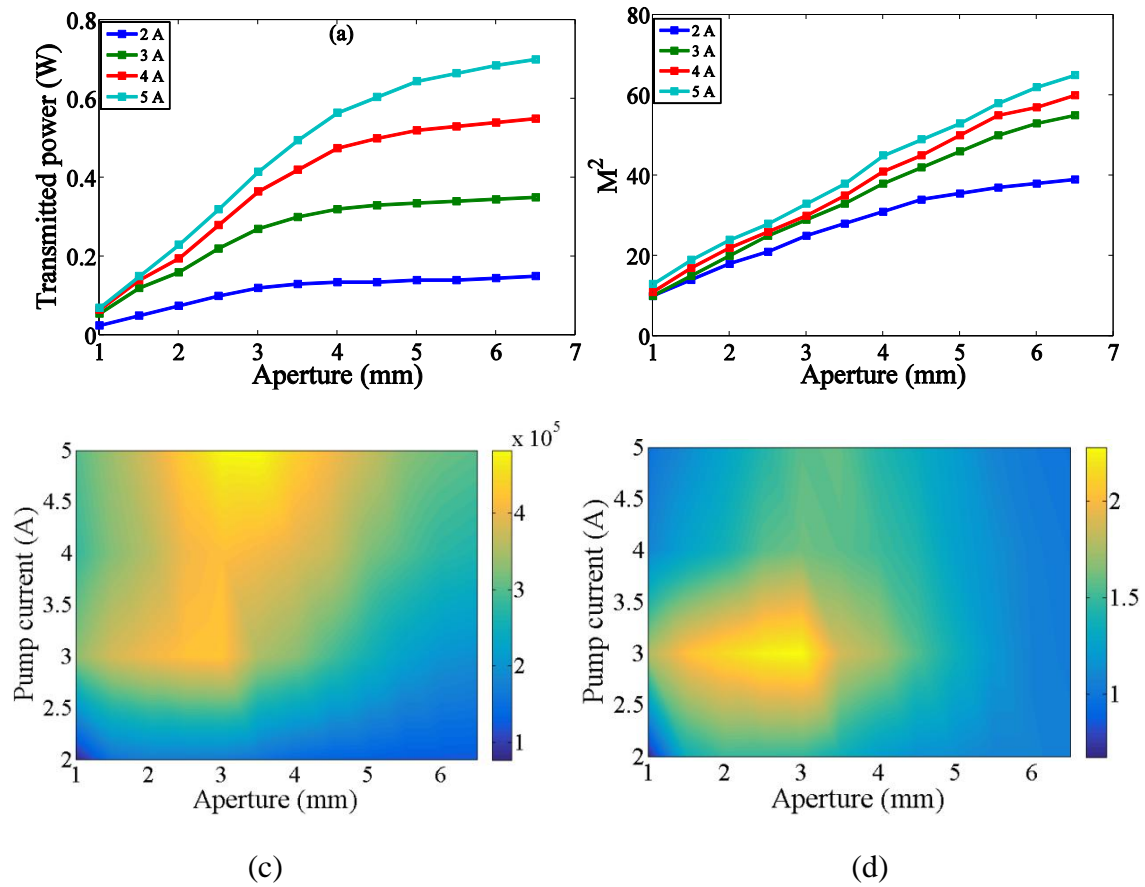 (a)
2 A
3 A
4 A
5 A
0.8
0.6
0.4
0.2
0
Transmitted power (W)
1 2 3 4 5 6 7
Aperture (mm)
2 A
3 A
4 A
5 A
80
60
40
20
0
M²
1 2 3 4 5 6 7
Aperture (mm)
5
4.5
4
3.5
3
2.5
2
Pump current (A)
1 2 3 4 5 6
Aperture (mm)
x 10⁵
4
3
2
1
(c)
5
4.5
4
3.5
3
2.5
2
Pump current (A)
1 2 3 4 5 6
Aperture (mm)
2
1.5
1
(d)